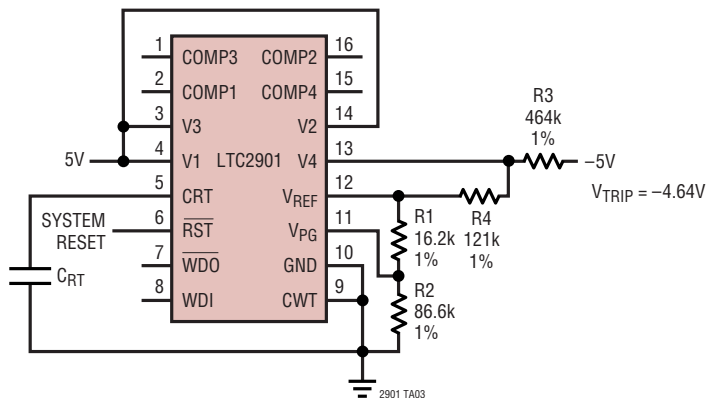 1 COMP3 COMP2 16
2 COMP1 COMP4 15
3 V3 V2 14
5V 4 V1 LTC2901 V4 13
5 CRT VREF 12
SYSTEM RESET 6 RST VPG 11
7 WDO GND 10
8 WDI CWT 9
CRT
R3
464k
1%
–5V
VTRIP = –4.64V
R1
16.2k
1%
R4
121k
1%
R2
86.6k
1%
2901 TA03